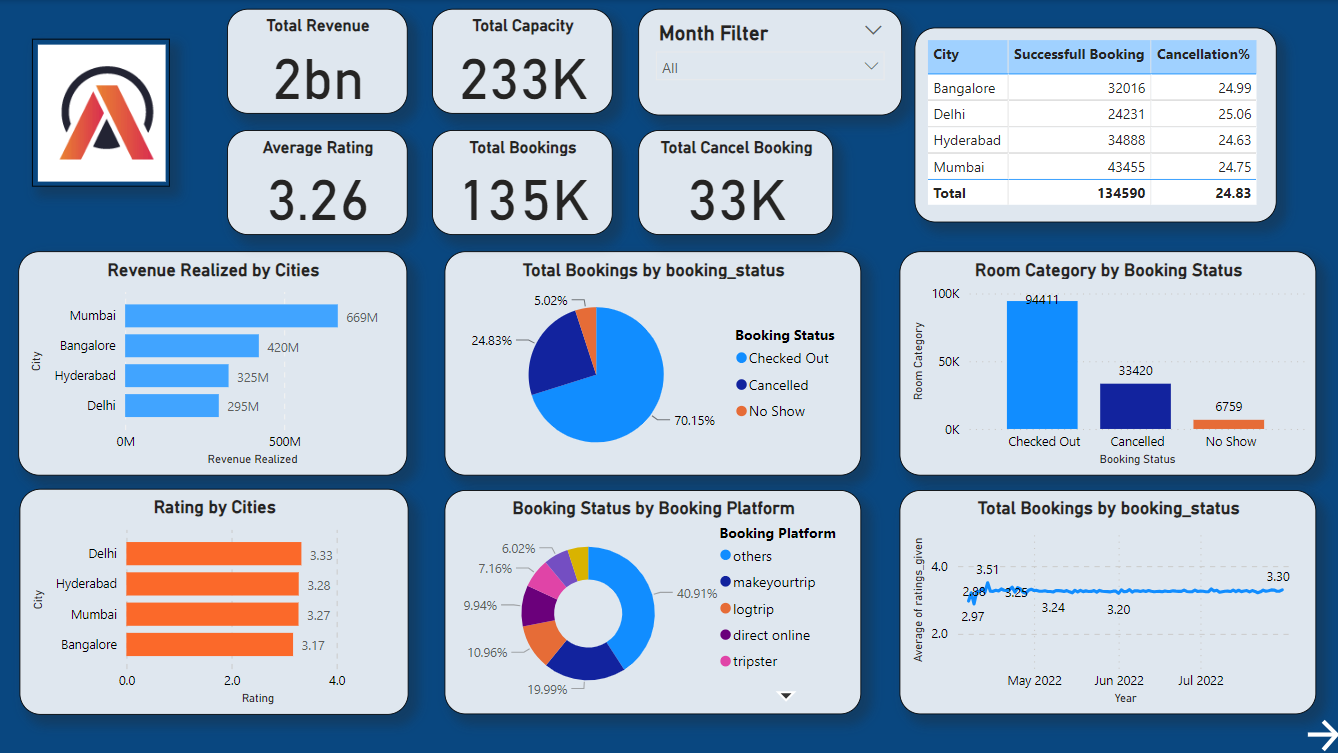 Total Revenue
2bn
Total Capacity
233K
Month Filter
All
Average Rating
3.26
Total Bookings
135K
Total Cancel Booking
33K
City Successfull Booking Cancellation%
Bangalore 32016 24.99
Delhi 24231 25.06
Hyderabad 34888 24.63
Mumbai 43455 24.75
Total 134590 24.83
Revenue Realized by Cities
City
Mumbai 669M
Bangalore 420M
Hyderabad 325M
Delhi 295M
0M 500M
Revenue Realized
Total Bookings by booking_status
5.02%
24.83%
70.15%
Booking Status
Checked Out
Cancelled
No Show
Room Category by Booking Status
Room Category
100K
50K
0K
94411
33420
6759
Checked Out Cancelled No Show
Booking Status
Rating by Cities
City
Delhi 3.33
Hyderabad 3.28
Mumbai 3.27
Bangalore 3.17
0.0 2.0 4.0
Rating
Booking Status by Booking Platform
6.02%
7.16%
9.94%
10.96%
19.99%
40.91%
Booking Platform
others
makeyourtrip
logtrip
direct online
tripster
Total Bookings by booking_status
Average of ratings_given
4.0
2.0
3.51
2.98
2.97
3.25
3.24
3.20
3.30
May 2022 Jun 2022 Jul 2022
Year